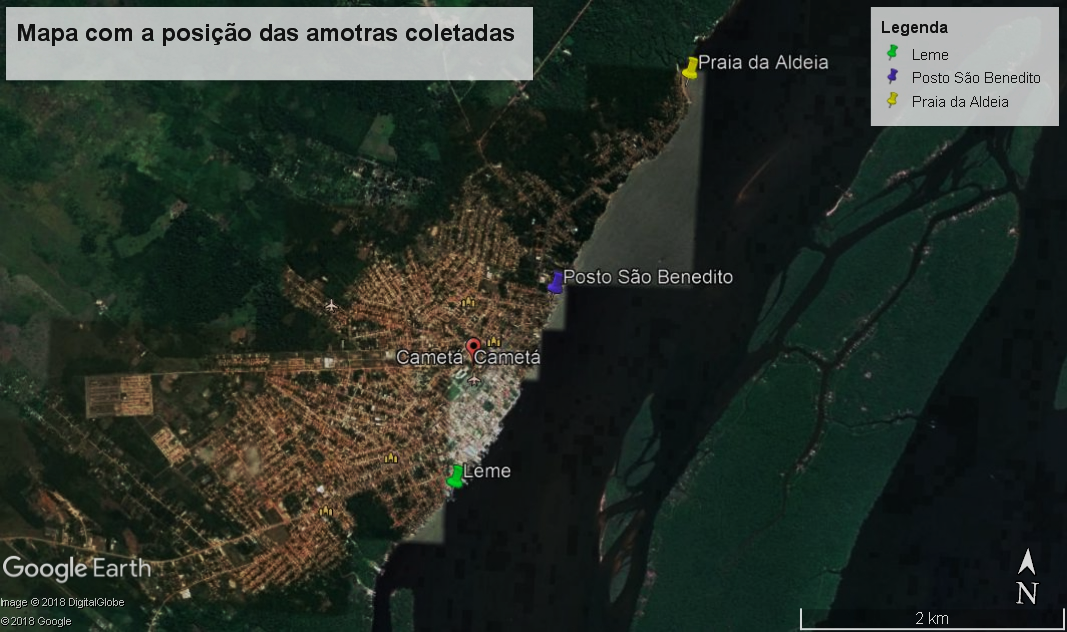 Mapa com a posição das amotras coletadas
Legenda
Leme
Posto São Benedito
Praia da Aldeia
Praia da Aldeia
Posto São Benedito
Cametá Cametá
Leme
Google Earth
Image © 2018 DigitalGlobe
©2018 Google
N
2 km